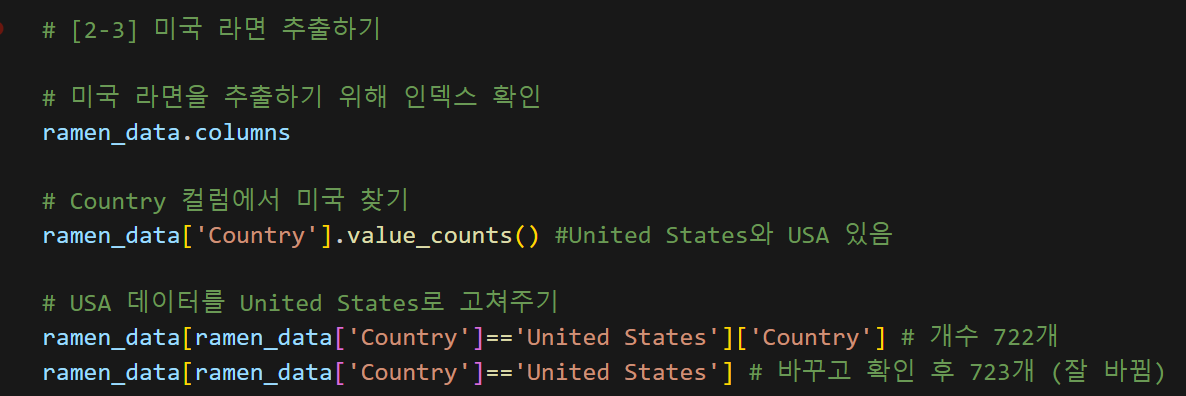 # [2-3] 미국 라면 추출하기
# 미국 라면을 추출하기 위해 인덱스 확인
ramen_data.columns
# Country 컬럼에서 미국 찾기
ramen_data['Country'].value_counts() #United States와 USA 있음
# USA 데이터를 United States로 고쳐주기
ramen_data[ramen_data['Country']=='United States']['Country'] # 개수 722개
ramen_data[ramen_data['Country']=='United States'] # 바꾸고 확인 후 723개 (잘 바뀜)